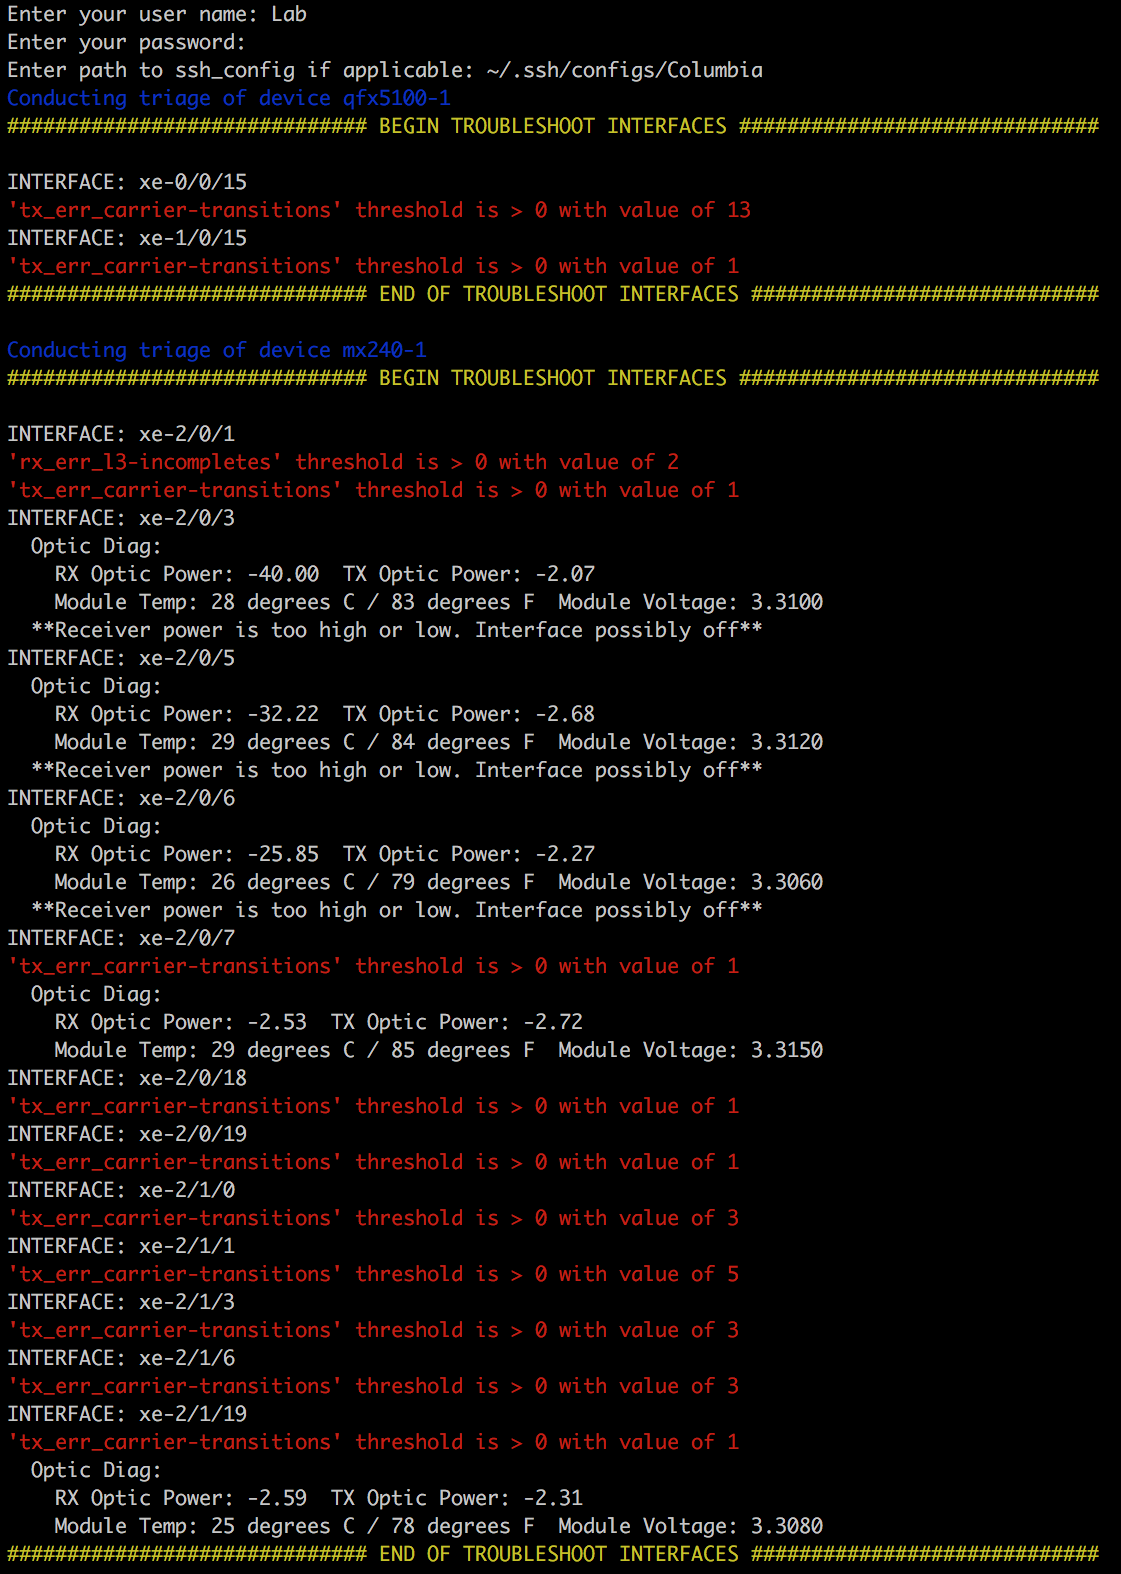 Enter your user name: Lab
Enter your password:
Enter path to ssh_config if applicable: ~/.ssh/configs/Columbia
Conducting triage of device qfx5100-1
############################## BEGIN TROUBLESHOOT INTERFACES ##############################
INTERFACE: xe-0/0/15
'tx_err_carrier-transitions' threshold is > 0 with value of 13
INTERFACE: xe-1/0/15
'tx_err_carrier-transitions' threshold is > 0 with value of 1
############################## END OF TROUBLESHOOT INTERFACES #############################
Conducting triage of device mx240-1
############################## BEGIN TROUBLESHOOT INTERFACES ##############################
INTERFACE: xe-2/0/1
'rx_err_l3-incompletes' threshold is > 0 with value of 2
'tx_err_carrier-transitions' threshold is > 0 with value of 1
INTERFACE: xe-2/0/3
  Optic Diag:
    RX Optic Power: -40.00  TX Optic Power: -2.07
    Module Temp: 28 degrees C / 83 degrees F  Module Voltage: 3.3100
  **Receiver power is too high or low. Interface possibly off**
INTERFACE: xe-2/0/5
  Optic Diag:
    RX Optic Power: -32.22  TX Optic Power: -2.68
    Module Temp: 29 degrees C / 84 degrees F  Module Voltage: 3.3120
  **Receiver power is too high or low. Interface possibly off**
INTERFACE: xe-2/0/6
  Optic Diag:
    RX Optic Power: -25.85  TX Optic Power: -2.27
    Module Temp: 26 degrees C / 79 degrees F  Module Voltage: 3.3060
  **Receiver power is too high or low. Interface possibly off**
INTERFACE: xe-2/0/7
'tx_err_carrier-transitions' threshold is > 0 with value of 1
  Optic Diag:
    RX Optic Power: -2.53  TX Optic Power: -2.72
    Module Temp: 29 degrees C / 85 degrees F  Module Voltage: 3.3150
INTERFACE: xe-2/0/18
'tx_err_carrier-transitions' threshold is > 0 with value of 1
INTERFACE: xe-2/0/19
'tx_err_carrier-transitions' threshold is > 0 with value of 1
INTERFACE: xe-2/1/0
'tx_err_carrier-transitions' threshold is > 0 with value of 3
INTERFACE: xe-2/1/1
'tx_err_carrier-transitions' threshold is > 0 with value of 5
INTERFACE: xe-2/1/3
'tx_err_carrier-transitions' threshold is > 0 with value of 3
INTERFACE: xe-2/1/6
'tx_err_carrier-transitions' threshold is > 0 with value of 3
INTERFACE: xe-2/1/19
'tx_err_carrier-transitions' threshold is > 0 with value of 1
  Optic Diag:
    RX Optic Power: -2.59  TX Optic Power: -2.31
    Module Temp: 25 degrees C / 78 degrees F  Module Voltage: 3.3080
############################## END OF TROUBLESHOOT INTERFACES #############################